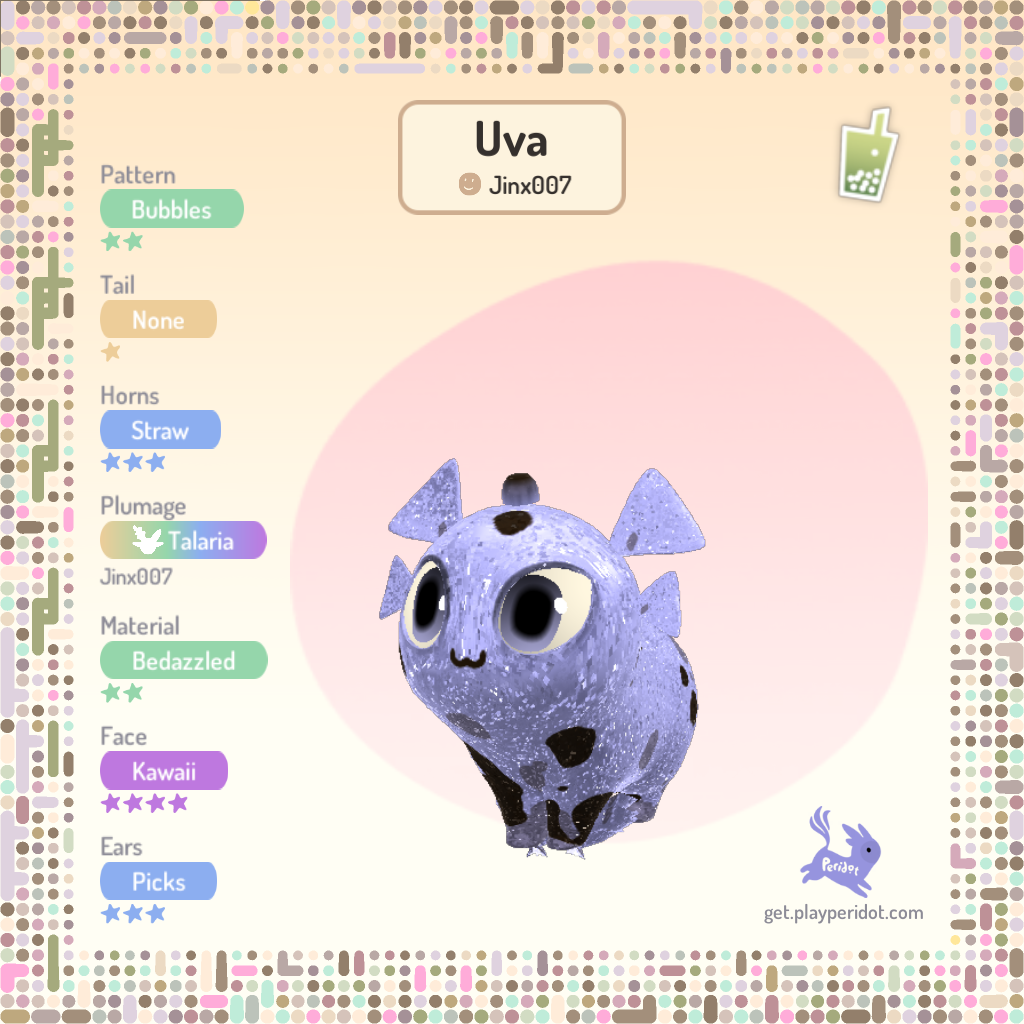 Uva
Jinx007
Pattern
Bubbles
Tail
None
Horns
Straw
Plumage
Talaria
Jinx007
Material
Bedazzled
Face
Kawaii
Ears
Picks
Peridot
get.playperidot.com